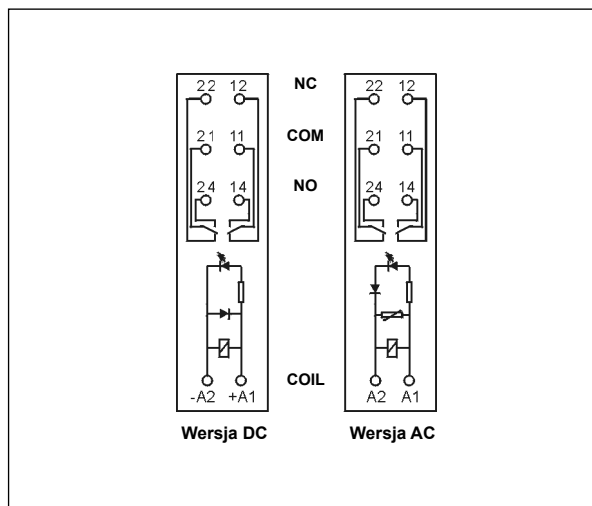 22 12 NC 22 12
21 11 COM 21 11
24 14 NO 24 14
COIL
-A2 +A1 A2 A1
Wersja DC Wersja AC